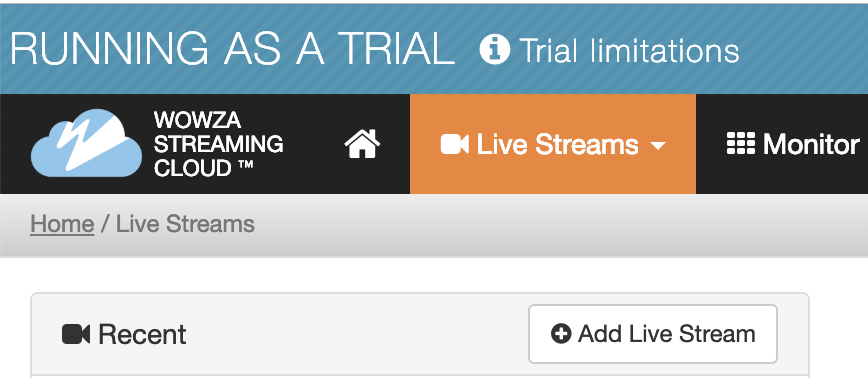 RUNNING AS A TRIAL Trial limitations
WOWZA
STREAMING
CLOUD ™
Live Streams
Monitor
Home / Live Streams
Recent
Add Live Stream